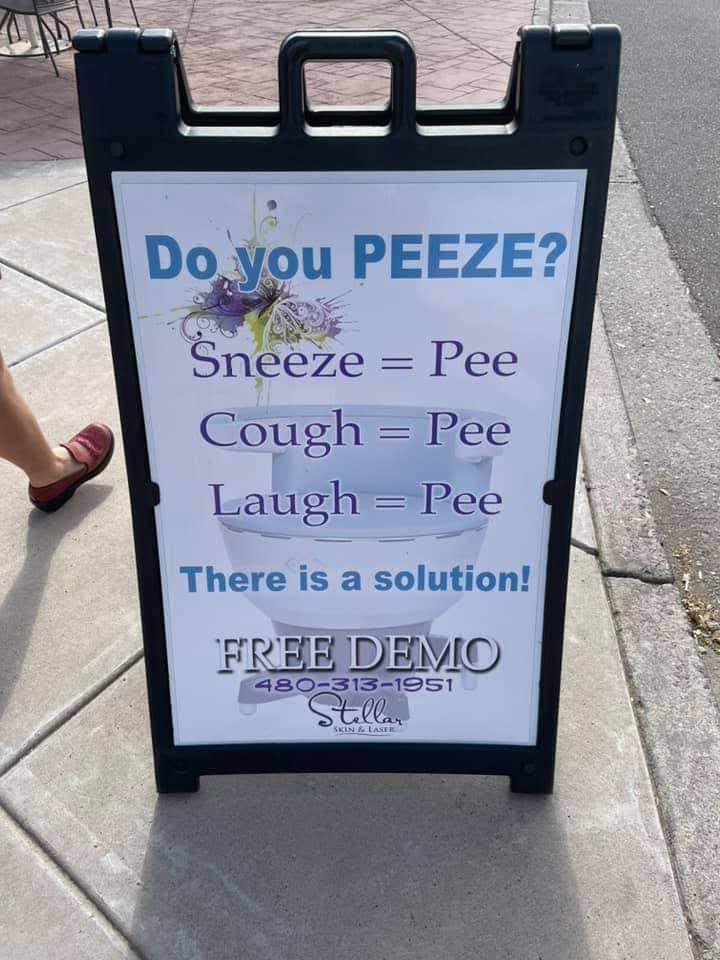 Do you PEEZE?
Sneeze = Pee
Cough = Pee
Laugh = Pee
There is a solution!
FREE DEMO
480-313-1951
Stellar
SKIN & LASER